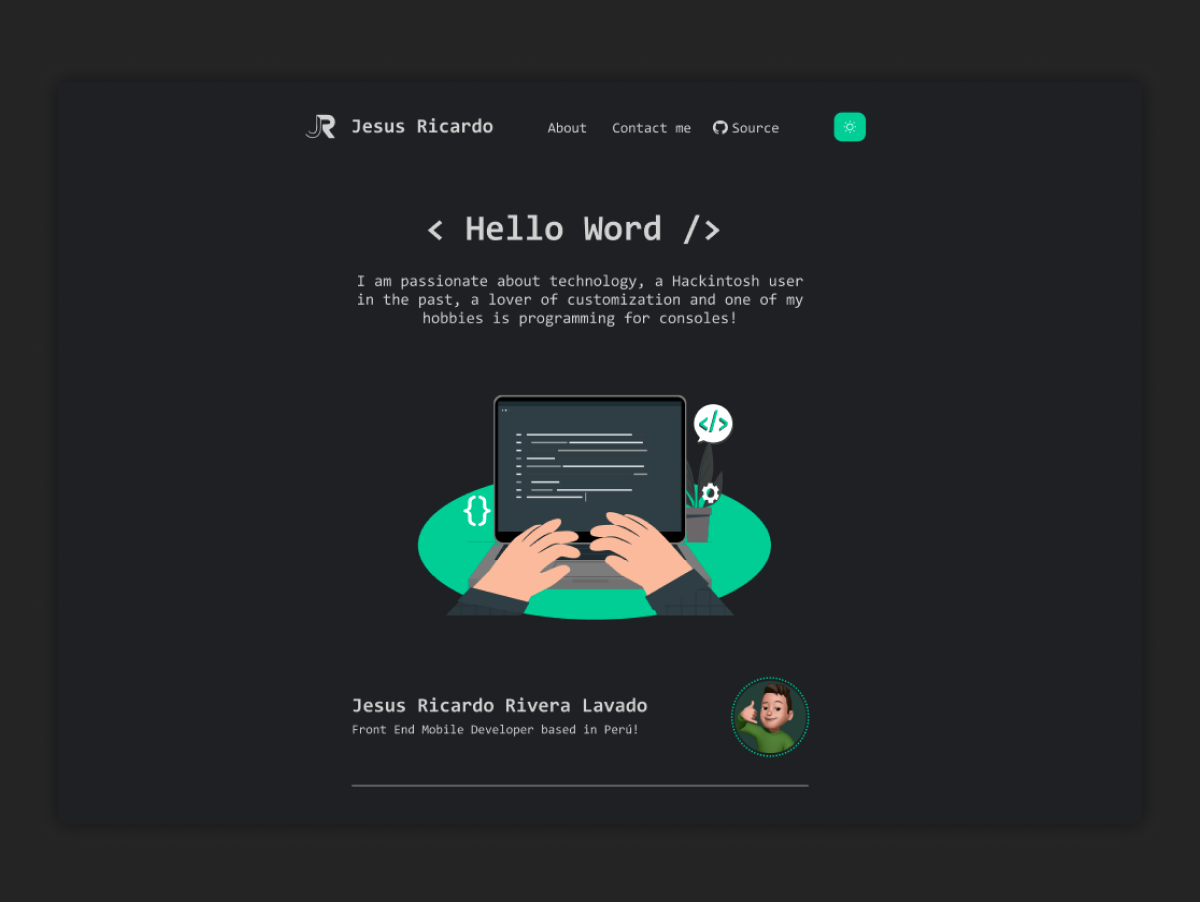 JR Jesus Ricardo About Contact me Source
< Hello Word />
I am passionate about technology, a Hackintosh user
in the past, a lover of customization and one of my
hobbies is programming for consoles!
</>
{}
Jesus Ricardo Rivera Lavado
Front End Mobile Developer based in Perú!